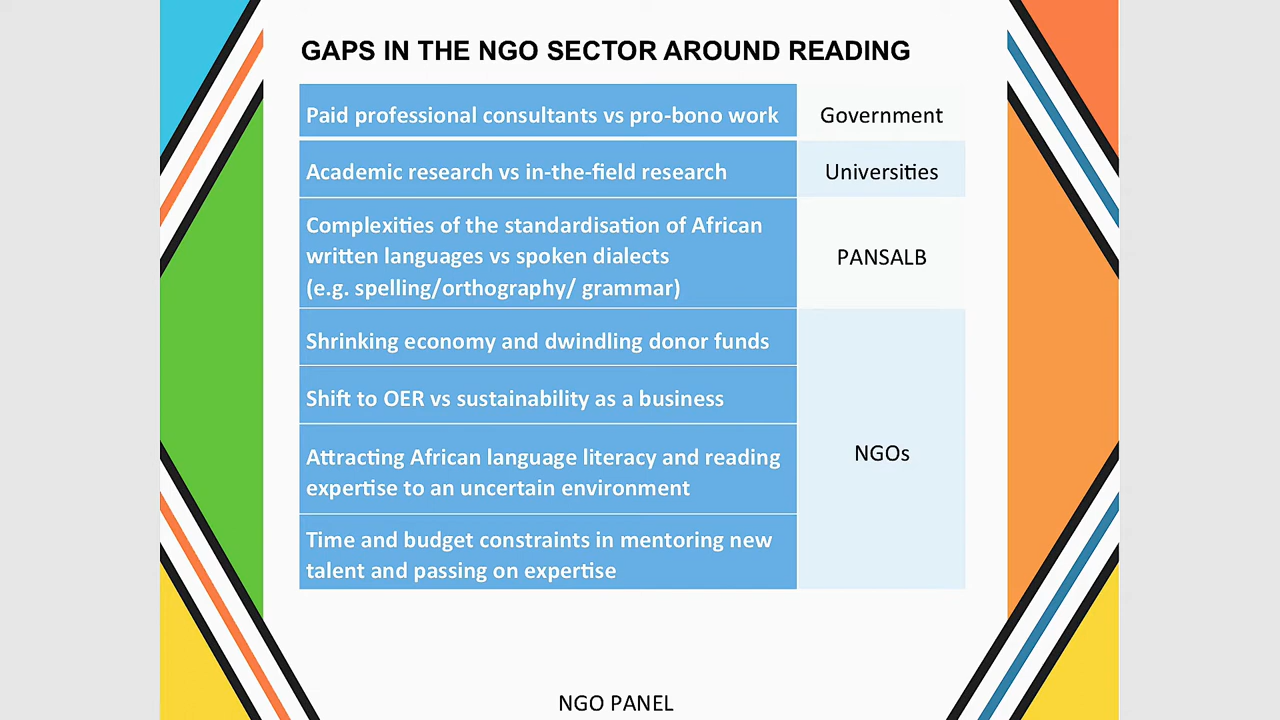 GAPS IN THE NGO SECTOR AROUND READING
Paid professional consultants vs pro-bono work
Government
Academic research vs in-the-field research
Universities
Complexities of the standardisation of African
written languages vs spoken dialects
(e.g. spelling/orthography/ grammar)
PANSALB
Shrinking economy and dwindling donor funds
Shift to OER vs sustainability as a business
Attracting African language literacy and reading
expertise to an uncertain environment
Time and budget constraints in mentoring new
talent and passing on expertise
NGOs
NGO PANEL